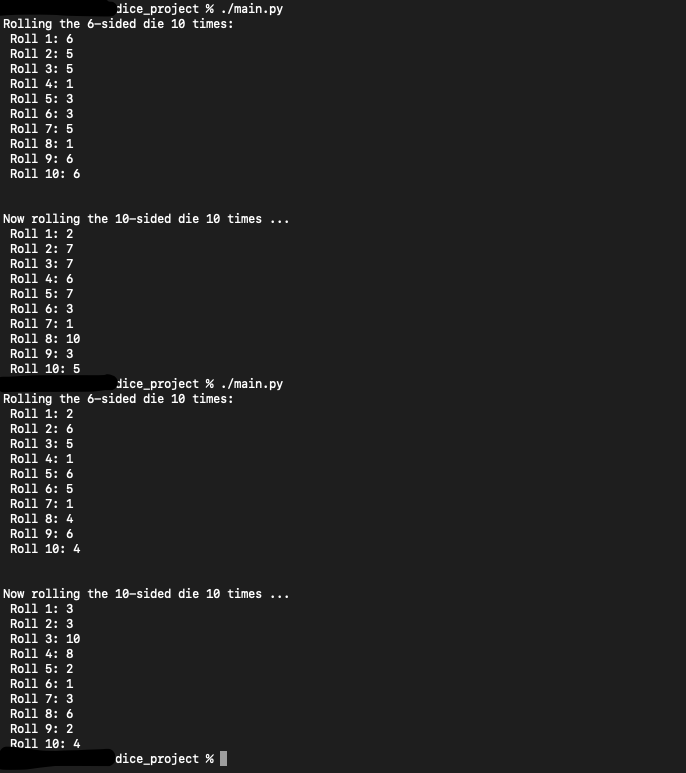 dice_project % ./main.py
Rolling the 6-sided die 10 times:
Roll 1: 6
Roll 2: 5
Roll 3: 5
Roll 4: 1
Roll 5: 3
Roll 6: 3
Roll 7: 5
Roll 8: 1
Roll 9: 6
Roll 10: 6
Now rolling the 10-sided die 10 times ...
Roll 1: 2
Roll 2: 7
Roll 3: 7
Roll 4: 6
Roll 5: 7
Roll 6: 3
Roll 7: 1
Roll 8: 10
Roll 9: 3
Roll 10: 5
dice_project % ./main.py
Rolling the 6-sided die 10 times:
Roll 1: 2
Roll 2: 6
Roll 3: 5
Roll 4: 1
Roll 5: 6
Roll 6: 5
Roll 7: 1
Roll 8: 4
Roll 9: 6
Roll 10: 4
Now rolling the 10-sided die 10 times ...
Roll 1: 3
Roll 2: 3
Roll 3: 10
Roll 4: 8
Roll 5: 2
Roll 6: 1
Roll 7: 3
Roll 8: 6
Roll 9: 2
Roll 10: 4
dice_project %